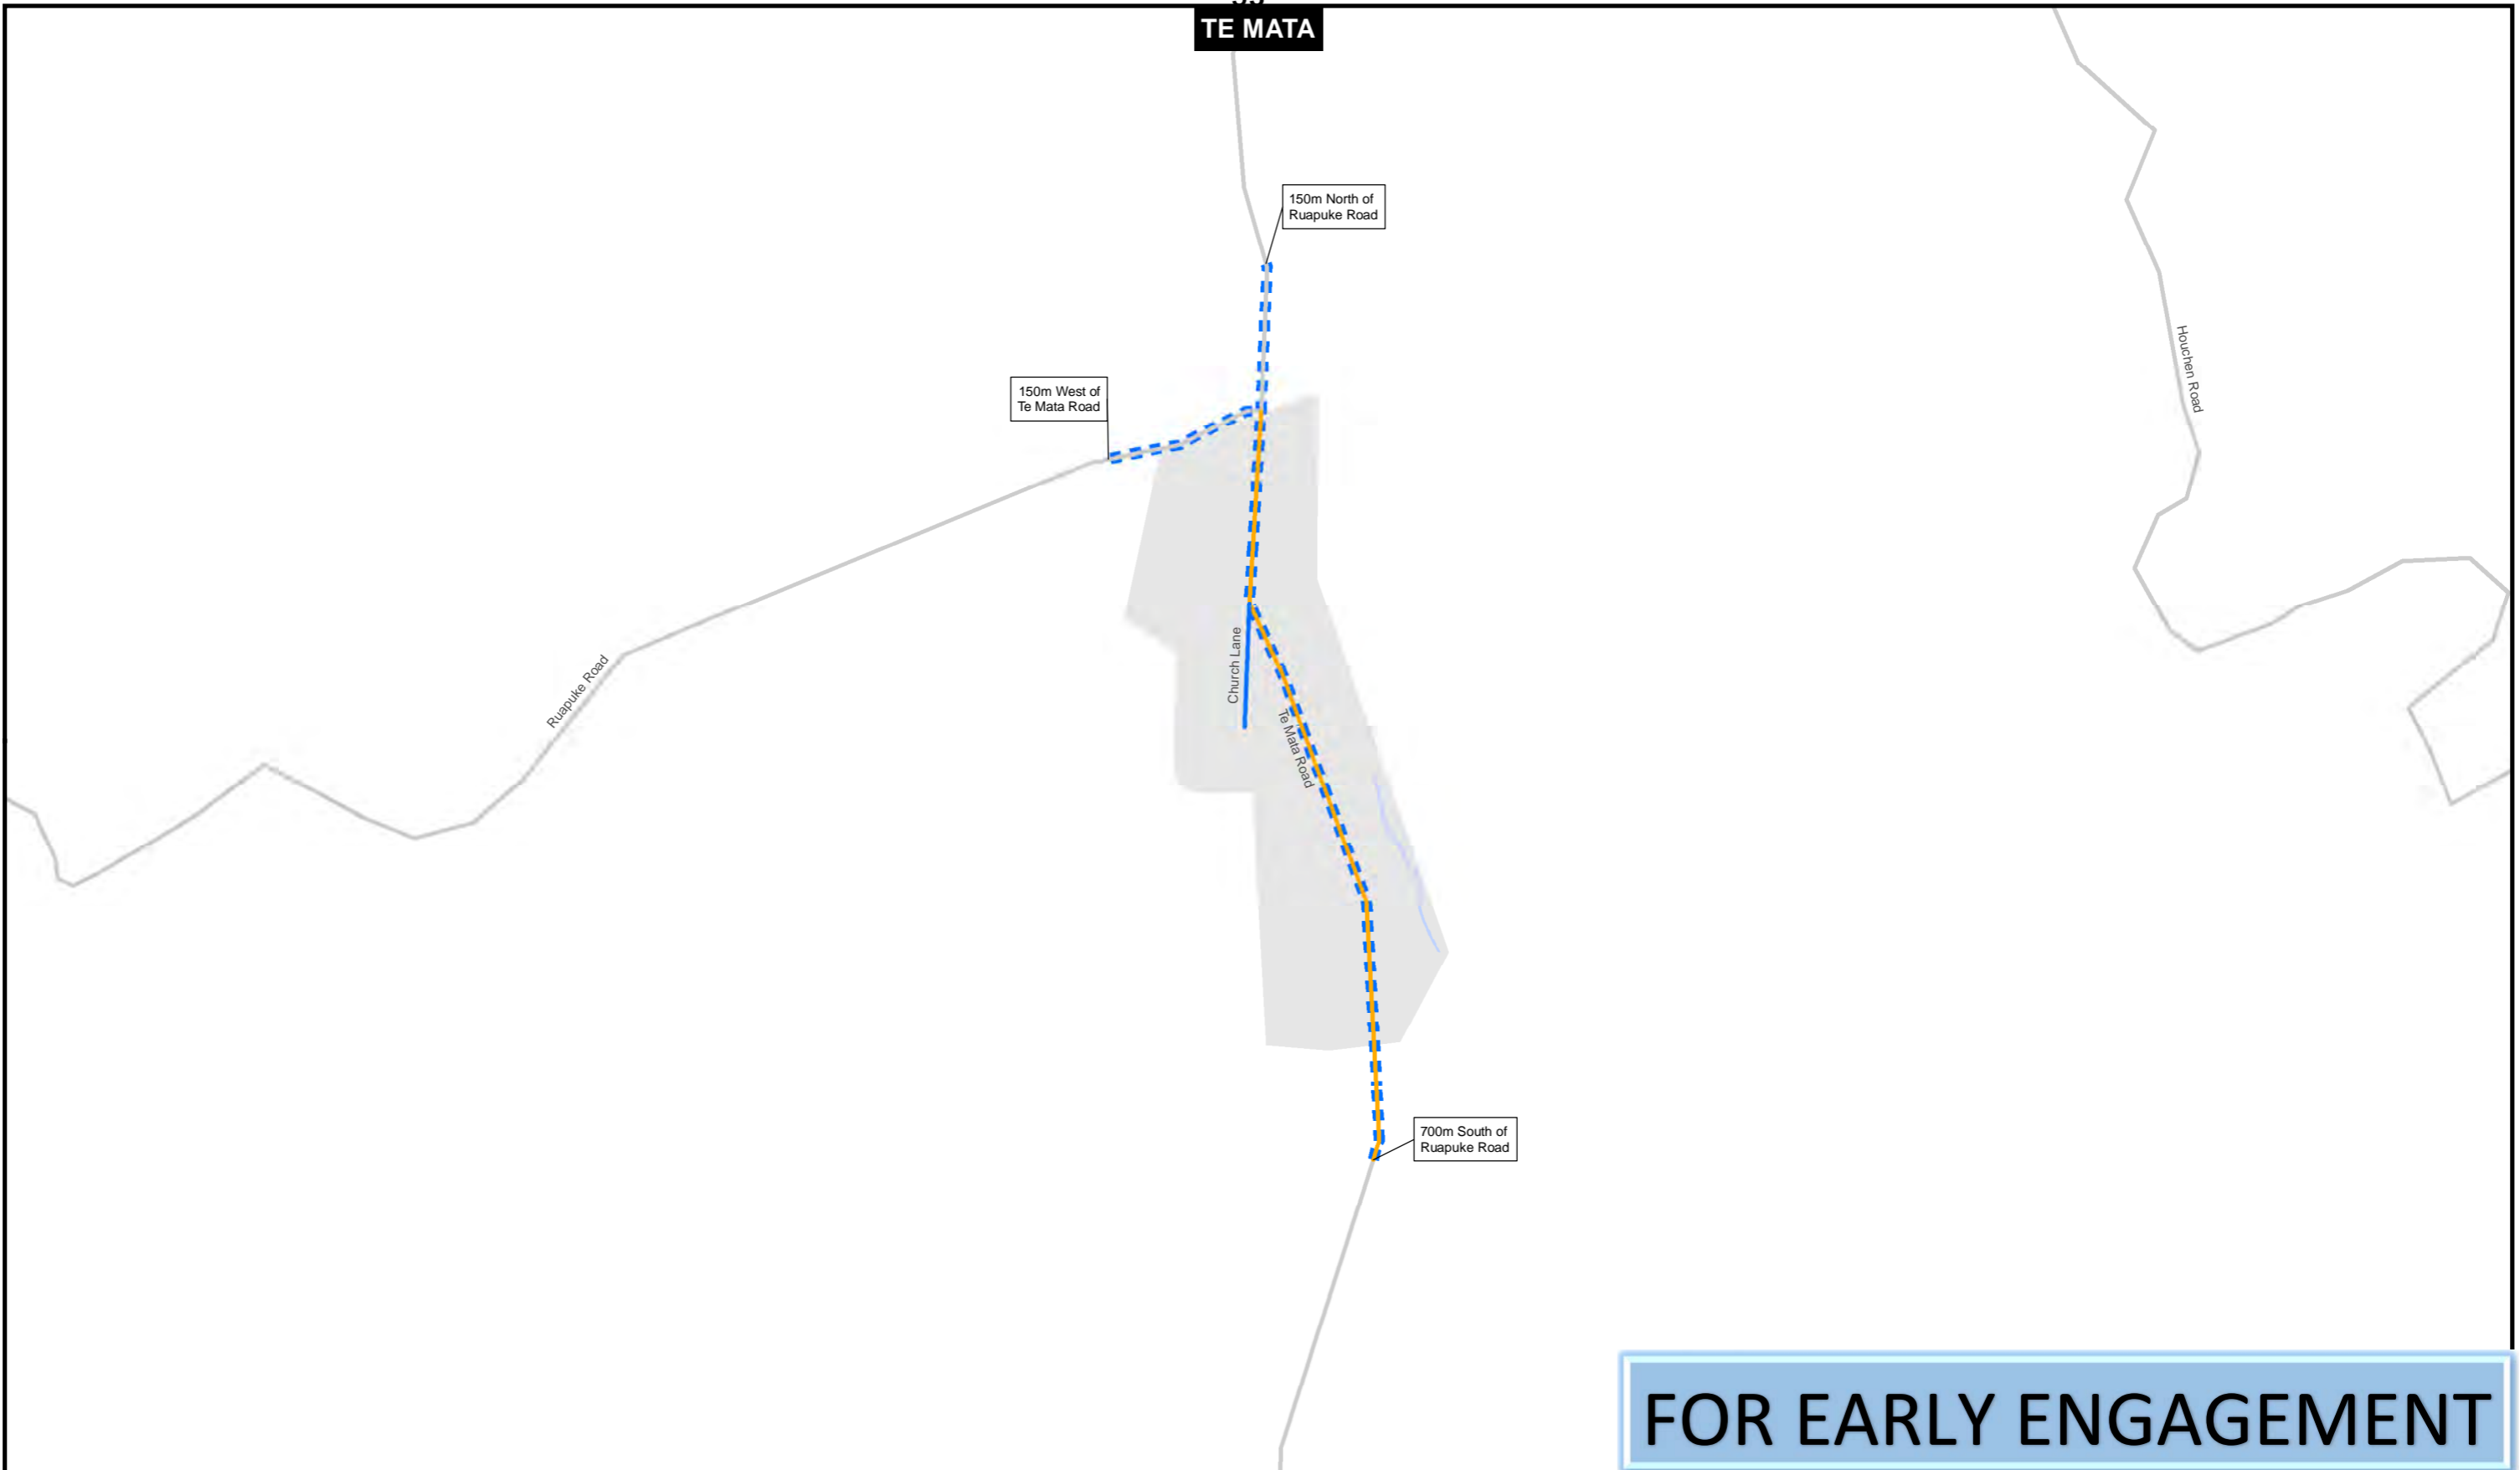 TE MATA
150m North of
Ruapuke Road
150m West of
Te Mata Road
Houchen Road
Church Lane
Ruapuke Road
Te Mata Road
700m South of
Ruapuke Road
FOR EARLY ENGAGEMENT